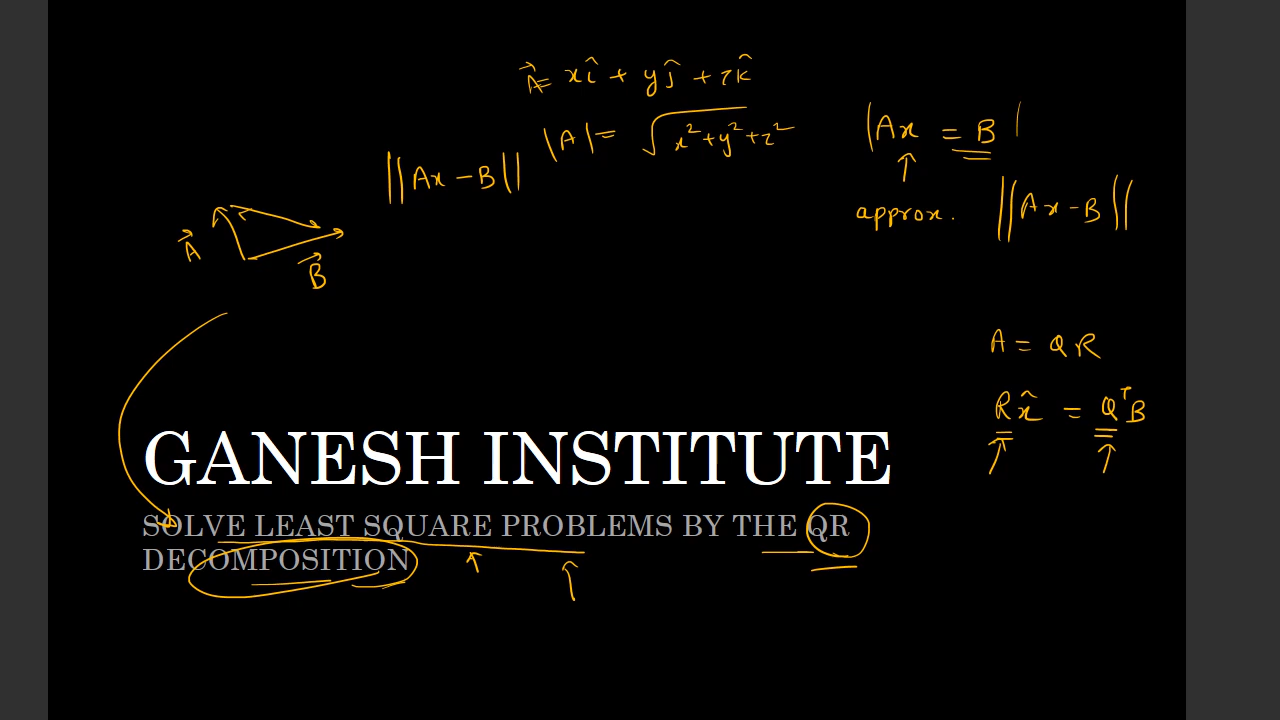 A⃗= xî + yĵ + zk̂
|A| = √x²+y²+z²
|Ax = B|
||Ax - B||
approx.
||Ax - B||
A⃗
B⃗
A = QR
Rx̂ = QᵀB
GANESH INSTITUTE
SOLVE LEAST SQUARE PROBLEMS BY THE QR
DECOMPOSITION